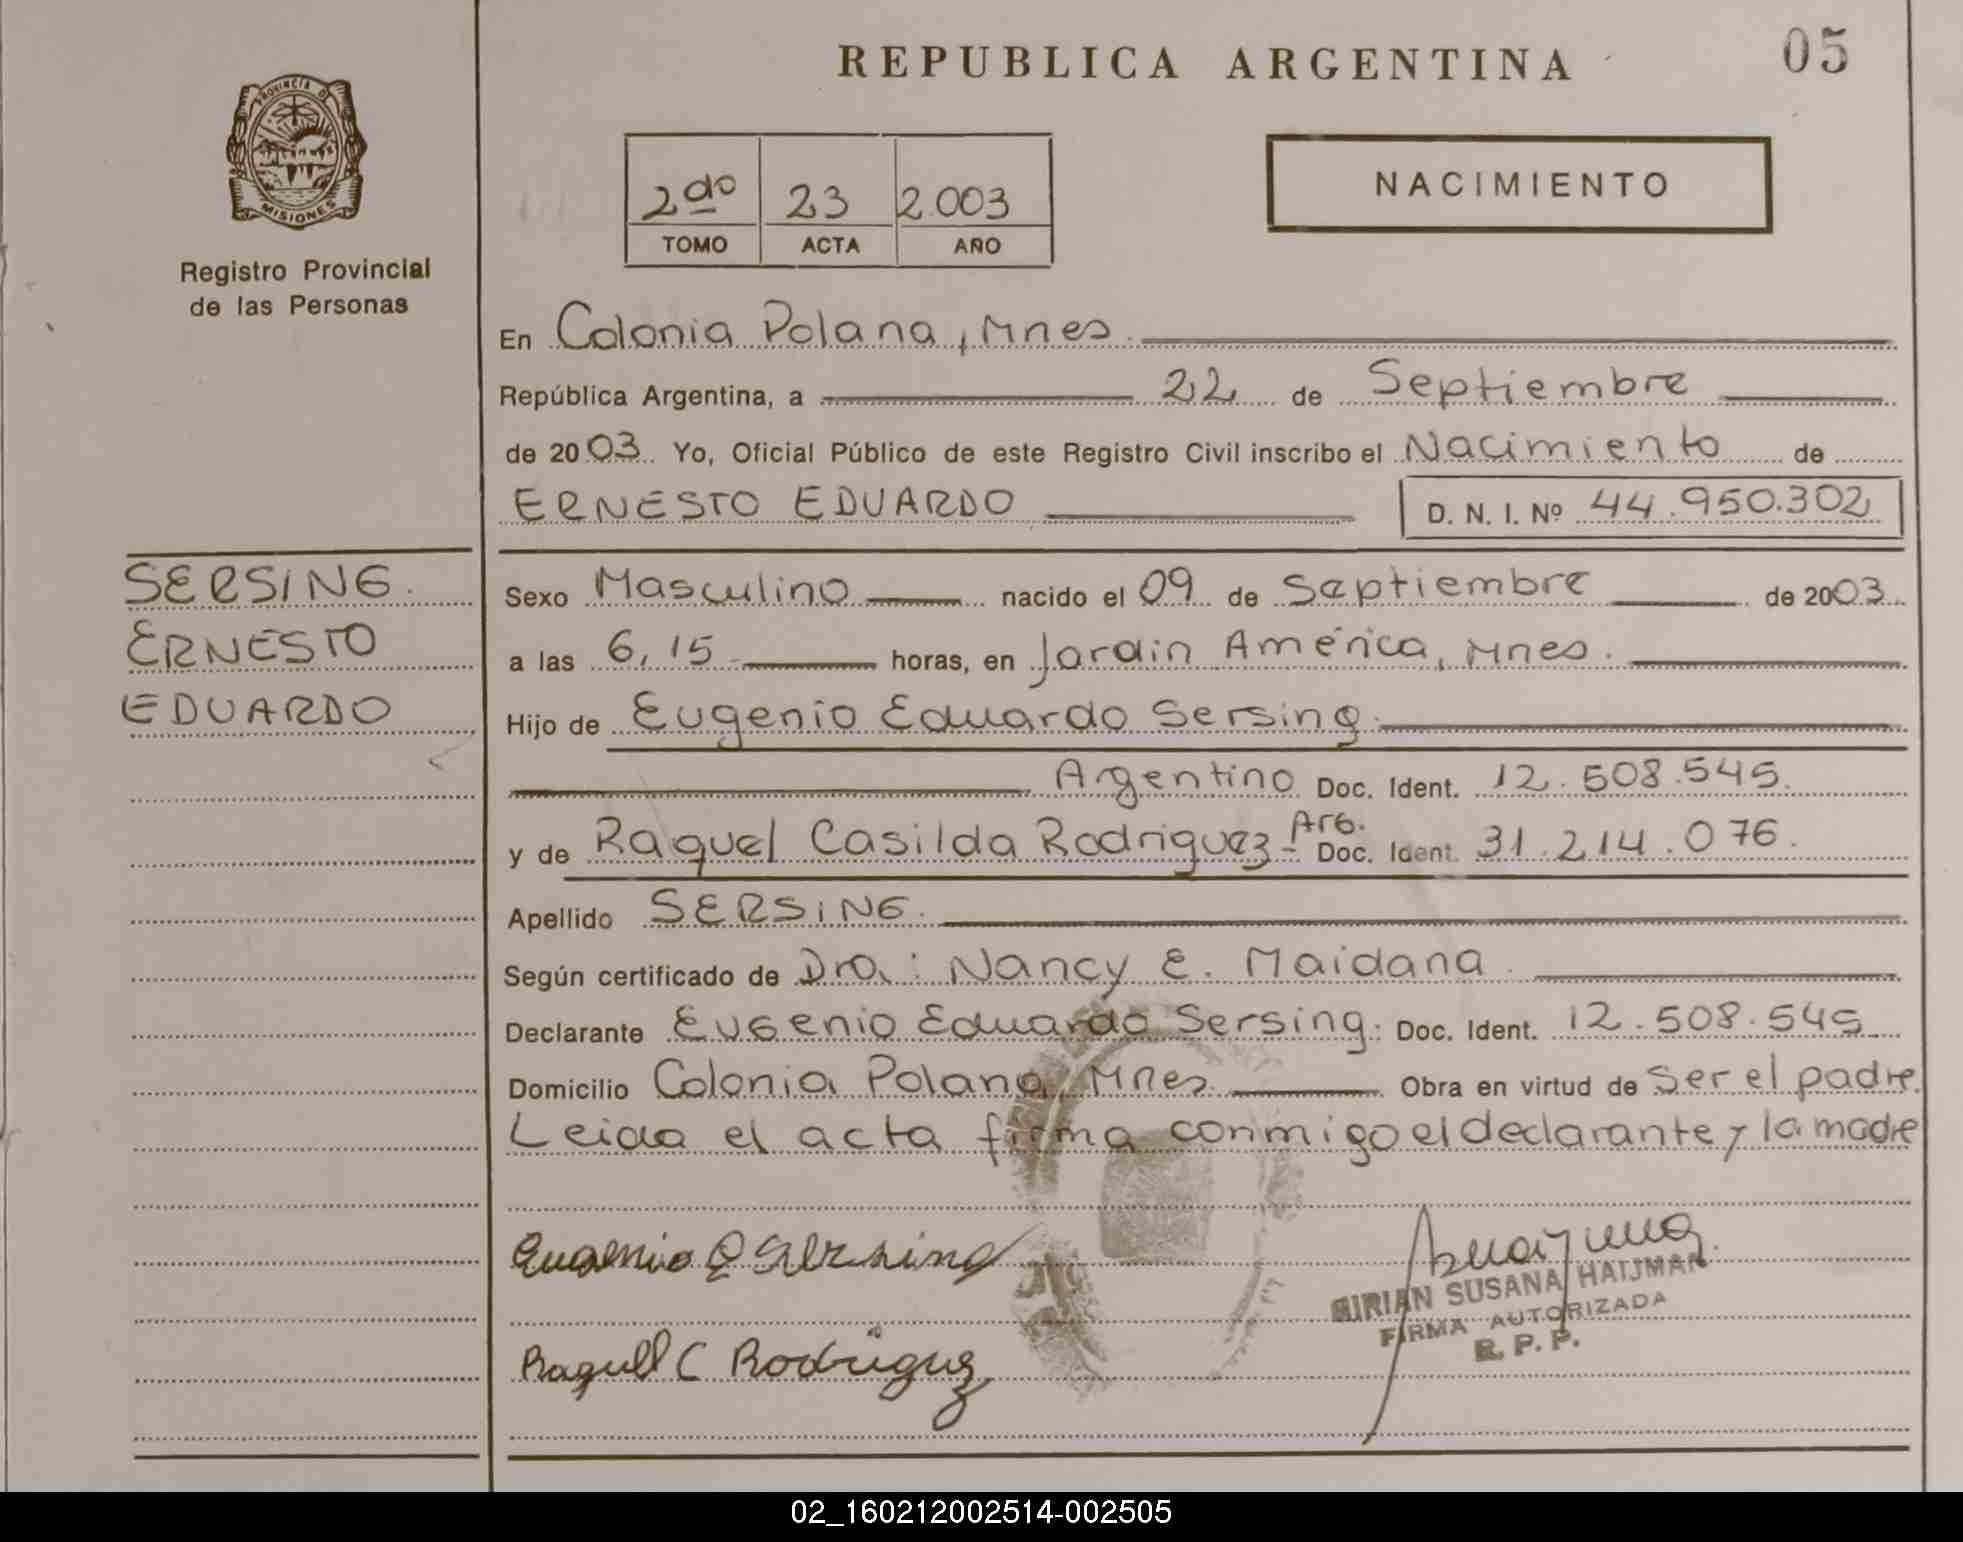 REPUBLICA ARGENTINA
05
PROVINCIA DE
MISIONES
Registro Provincial
de las Personas
2do 23 2.003
TOMO ACTA AÑO
NACIMIENTO
En Colonia Polana, Mnes.
República Argentina, a 22 de Septiembre
de 2003. Yo, Oficial Público de este Registro Civil inscribo el Nacimiento de
ERNESTO EDUARDO D. N. I. Nº 44.950.302
SERSING.
ERNESTO
EDUARDO
Sexo Masculino nacido el 09 de Septiembre de 2003
a las 6,15 horas, en Jardin América, Mnes.
Hijo de Eugenio Eduardo Sersing.
Argentino Doc. Ident. 12.508.545.
y de Raquel Casilda Rodriguez- Arg. Doc. Ident. 31.214.076.
Apellido SERSING.
Según certificado de Dra.: Nancy E. Maidana
Declarante Eugenio Eduardo Sersing. Doc. Ident. 12.508.545
Domicilio Colonia Polana, Mnes. Obra en virtud de Ser el padre.
Leida el acta firma conmigo el declarante y la madre
Eugenio E Sersing
MIRIAN SUSANA HAIJMAN
FIRMA AUTORIZADA
R. P. P.
Raquel C Rodriguez
02_160212002514-002505